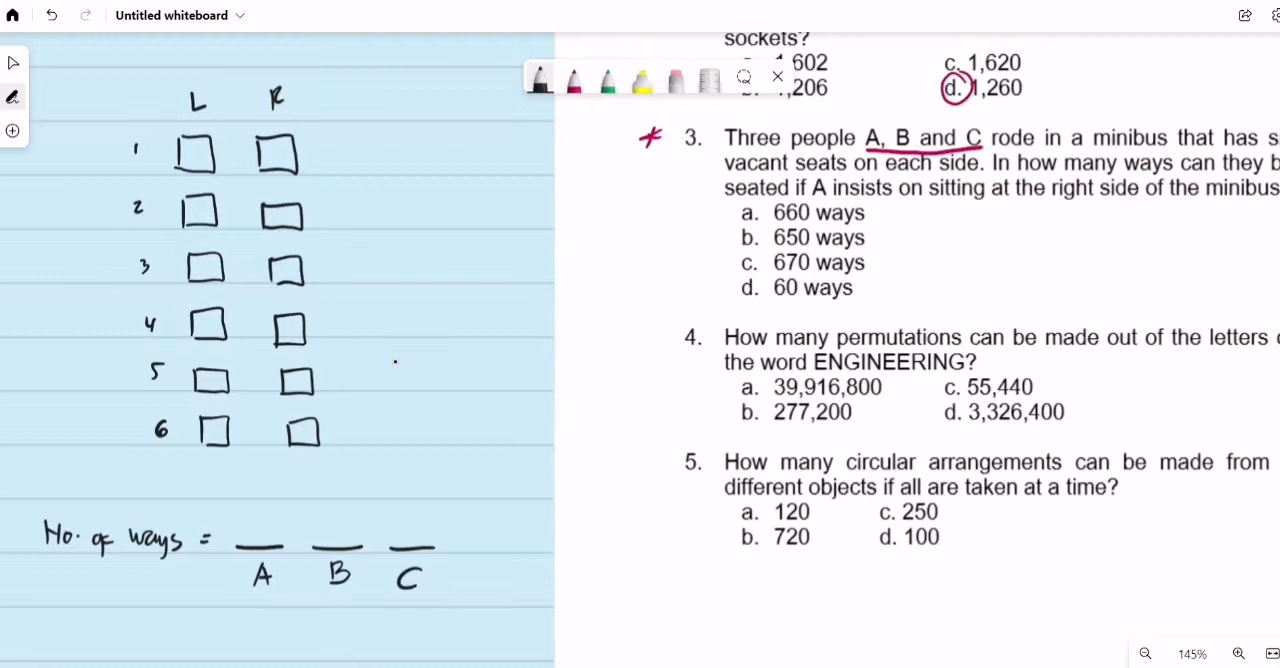 Untitled whiteboard
L R
1
2
3
4
5
6
No. of ways =
A B C
sockets?
602 c. 1,620
,206 d. 1,260
* 3. Three people A, B and C rode in a minibus that has
vacant seats on each side. In how many ways can they
seated if A insists on sitting at the right side of the minibus
a. 660 ways
b. 650 ways
c. 670 ways
d. 60 ways
4. How many permutations can be made out of the letters
the word ENGINEERING?
a. 39,916,800 c. 55,440
b. 277,200 d. 3,326,400
5. How many circular arrangements can be made from
different objects if all are taken at a time?
a. 120 c. 250
b. 720 d. 100
145%